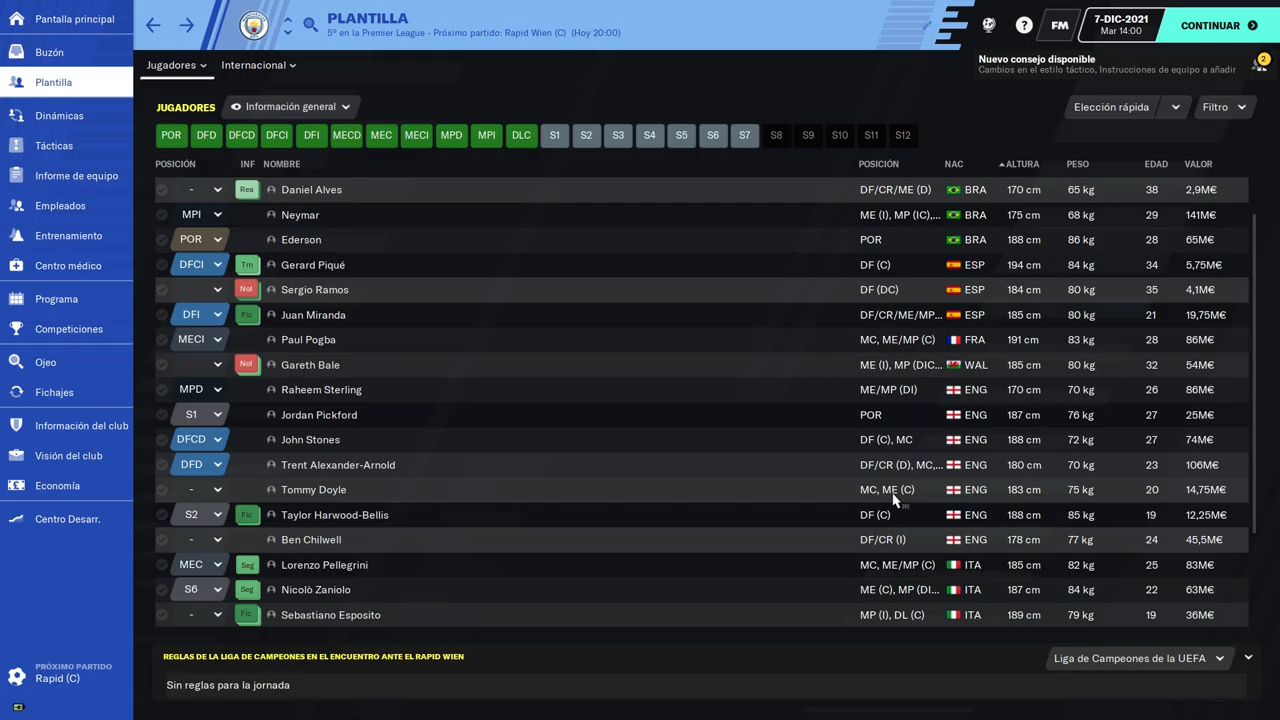 Pantalla principal
Buzón
Plantilla
Dinámicas
Tácticas
Informe de equipo
Empleados
Entrenamiento
Centro médico
Programa
Competiciones
Ojeo
Fichajes
Información del club
Visión del club
Economía
Centro Desarr.
PRÓXIMO PARTIDO
Rapid (C)
PLANTILLA
5º en la Premier League - Próximo partido: Rapid Wien (C) (Hoy 20:00)
? FM 7-DIC-2021 Mar 14:00 CONTINUAR
Nuevo consejo disponible 2
Cambios en el estilo táctico, Instrucciones de equipo a añadir
Jugadores Internacional
JUGADORES Información general Elección rápida Filtro
POR DFD DFCD DFCI DFI MECD MEC MECI MPD MPI DLC S1 S2 S3 S4 S5 S6 S7 S8 S9 S10 S11 S12
POSICIÓN INF NOMBRE POSICIÓN NAC ALTURA PESO EDAD VALOR
- Rea Daniel Alves DF/CR/ME (D) BRA 170 cm 65 kg 38 2,9M€
MPI Neymar ME (I), MP (IC),... BRA 175 cm 68 kg 29 141M€
POR Ederson POR BRA 188 cm 86 kg 28 65M€
DFCI Trn Gerard Piqué DF (C) ESP 194 cm 84 kg 34 5,75M€
- NoI Sergio Ramos DF (DC) ESP 184 cm 80 kg 35 4,1M€
DFI Fic Juan Miranda DF/CR/ME/MP... ESP 185 cm 80 kg 21 19,75M€
MECI Paul Pogba MC, ME/MP (C) FRA 191 cm 83 kg 28 86M€
- NoI Gareth Bale ME (I), MP (DIC... WAL 185 cm 80 kg 32 54M€
MPD Raheem Sterling ME/MP (DI) ENG 170 cm 70 kg 26 86M€
S1 Jordan Pickford POR ENG 187 cm 76 kg 27 25M€
DFCD John Stones DF (C), MC ENG 188 cm 72 kg 27 74M€
DFD Trent Alexander-Arnold DF/CR (D), MC,... ENG 180 cm 70 kg 23 106M€
- Tommy Doyle MC, ME (C) ENG 183 cm 75 kg 20 14,75M€
S2 Fic Taylor Harwood-Bellis DF (C) ENG 188 cm 85 kg 19 12,25M€
- Ben Chilwell DF/CR (I) ENG 178 cm 77 kg 24 45,5M€
MEC Seg Lorenzo Pellegrini MC, ME/MP (C) ITA 185 cm 82 kg 25 83M€
S6 Seg Nicolò Zaniolo ME (C), MP (DI... ITA 187 cm 84 kg 22 63M€
- Fic Sebastiano Esposito MP (I), DL (C) ITA 189 cm 79 kg 19 36M€
REGLAS DE LA LIGA DE CAMPEONES EN EL ENCUENTRO ANTE EL RAPID WIEN Liga de Campeones de la UEFA
Sin reglas para la jornada